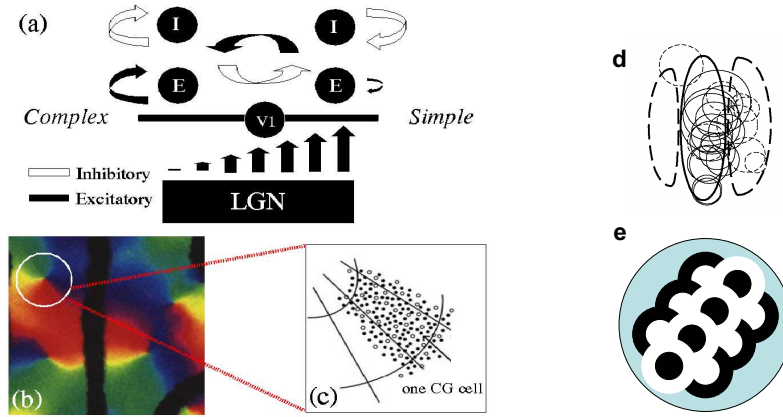 (a)
I
I
E
E
Complex
V1
Simple
Inhibitory
Excitatory
LGN
(b)
(c)
one CG cell
d
e